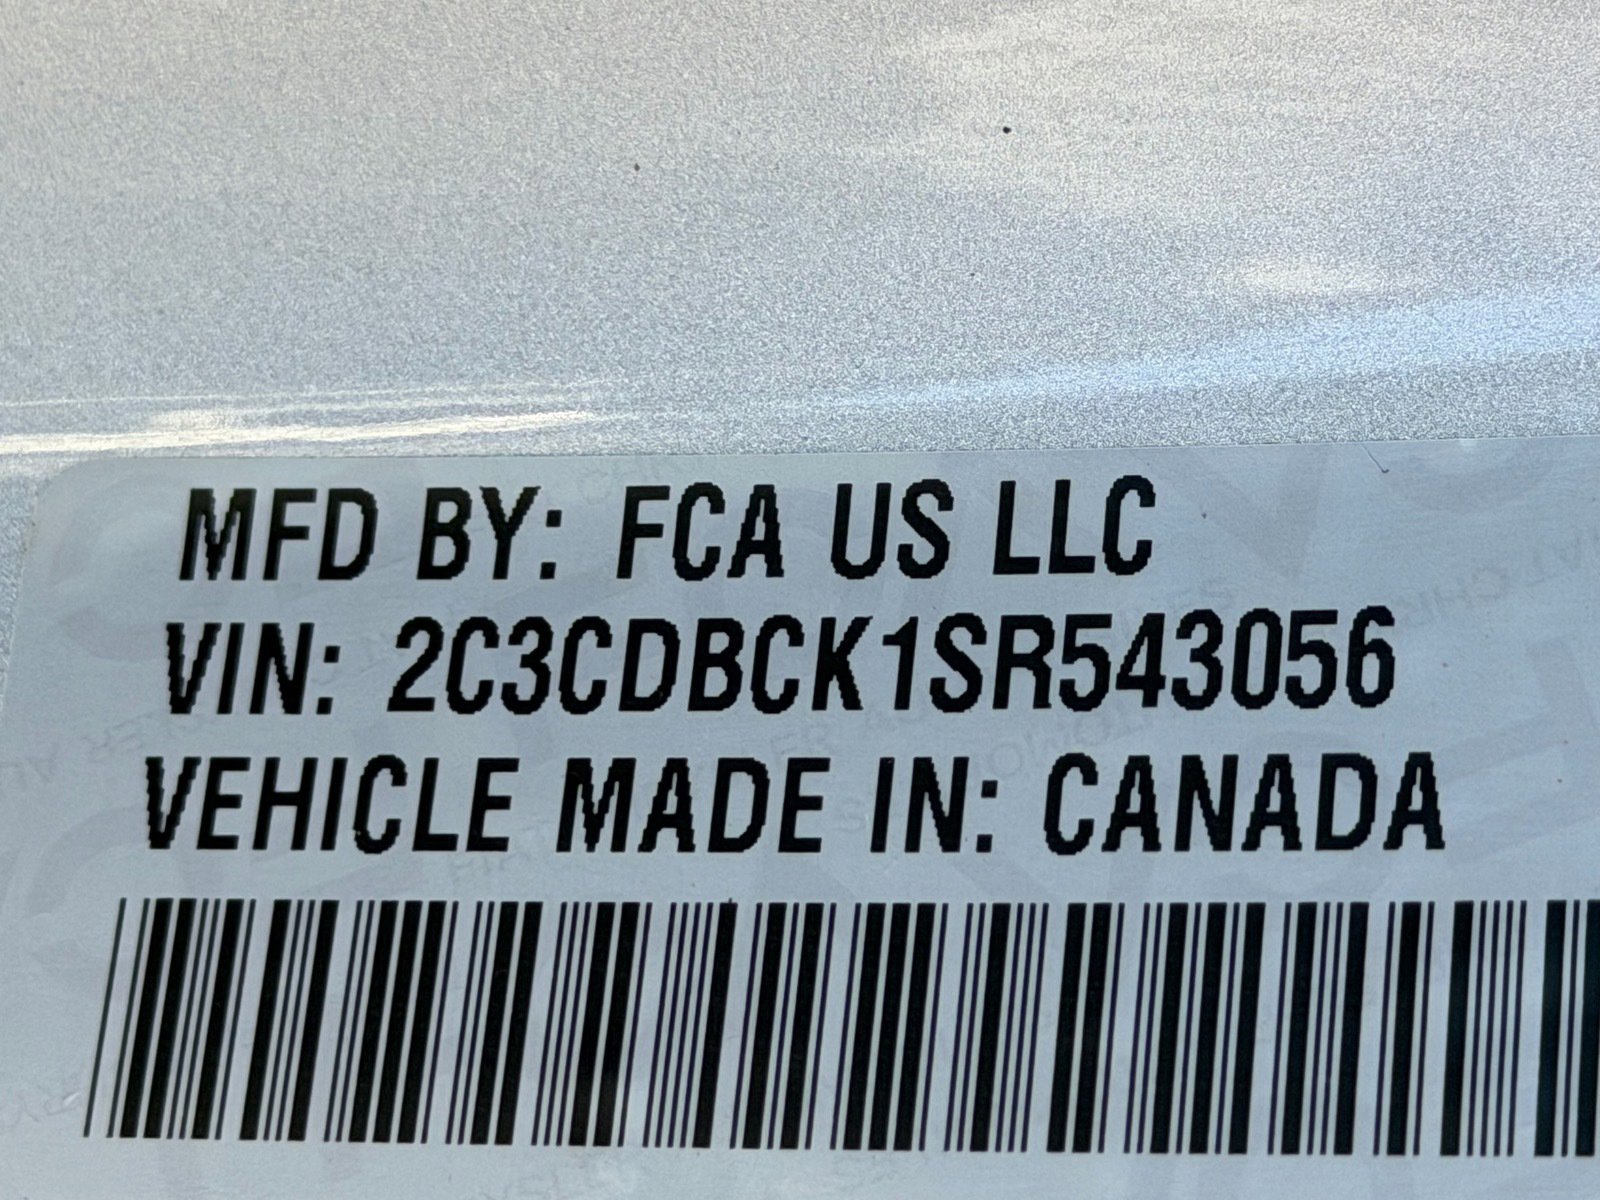 MFD BY: FCA US LLC
VIN: 2C3CDBCK1SR543056
VEHICLE MADE IN: CANADA